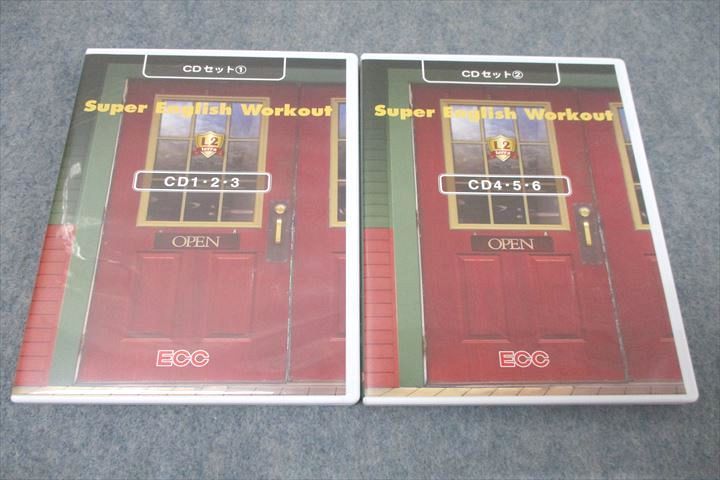 CDセット①
Super English Workout
L2
CD1・2・3
OPEN
ECC
CDセット②
Super English Workout
L2
CD4・5・6
OPEN
ECC